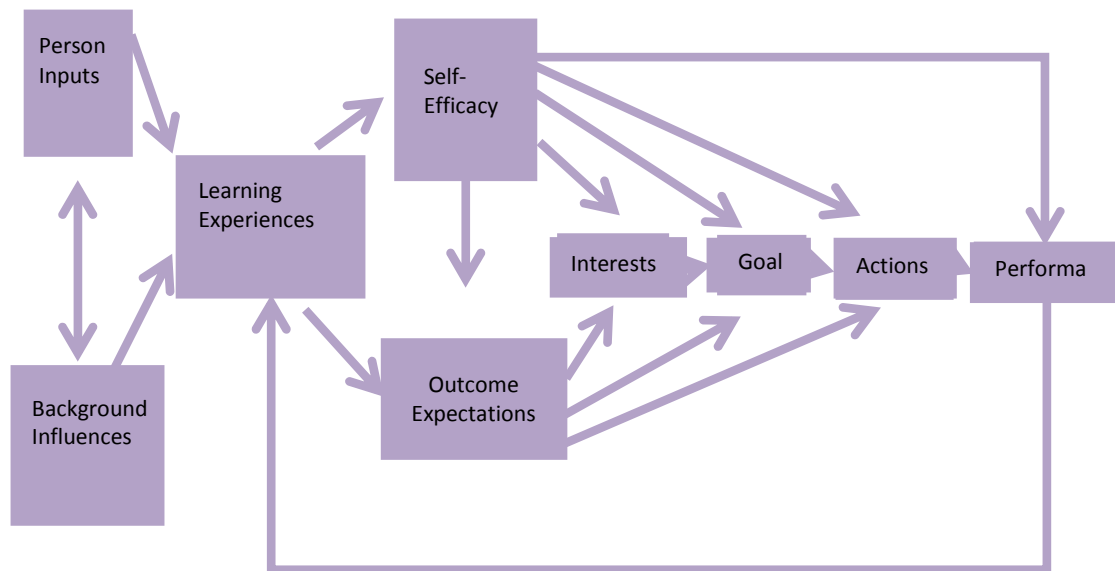 Person
Inputs
Self-
Efficacy
Learning
Experiences
Interests
Goal
Actions
Performa
Outcome
Expectations
Background
Influences